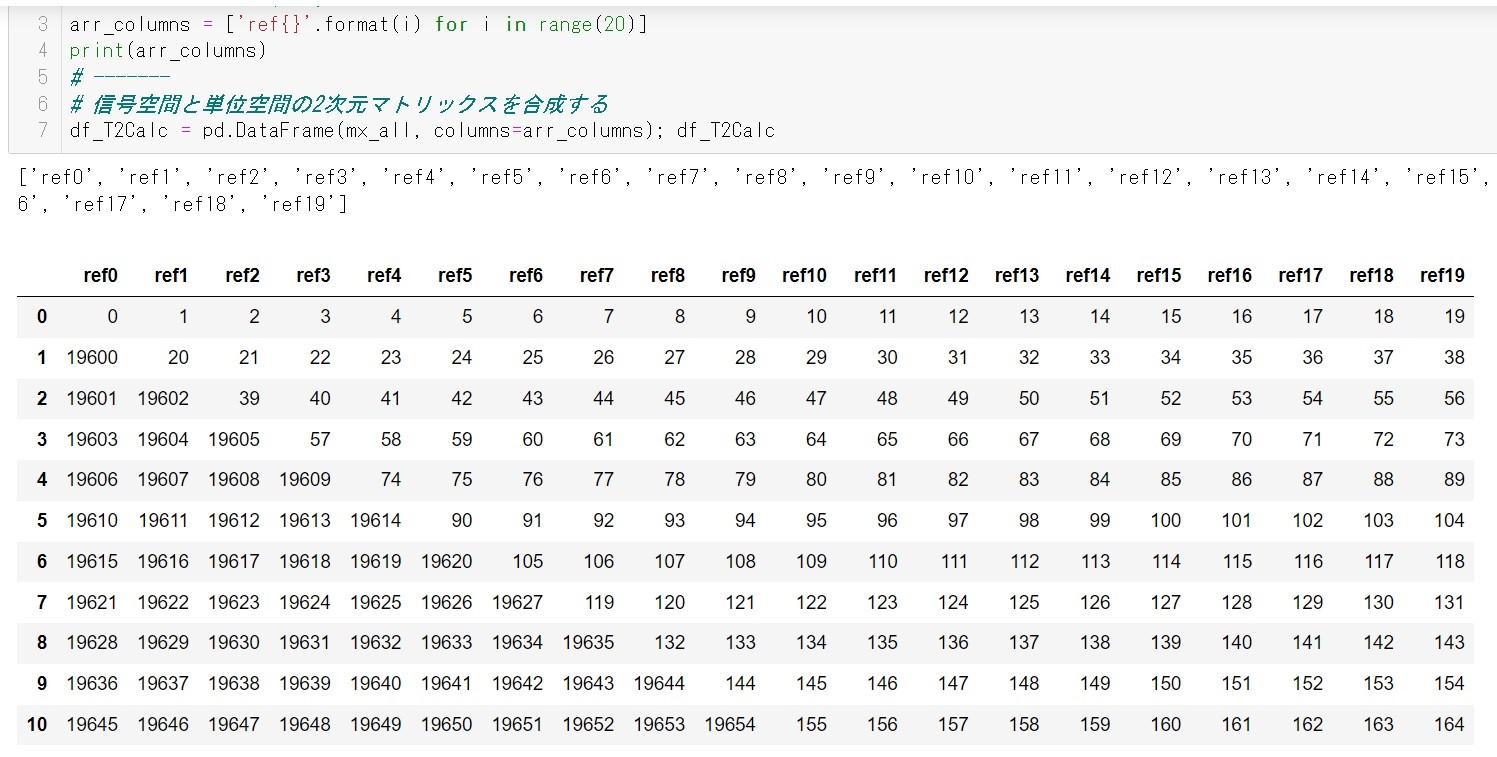 3 arr_columns = ['ref{}'.format(i) for i in range(20)]
4 print(arr_columns)
5 # -------
6 # 信号空間と単位空間の2次元マトリックスを合成する
7 df_T2Calc = pd.DataFrame(mx_all, columns=arr_columns); df_T2Calc
['ref0', 'ref1', 'ref2', 'ref3', 'ref4', 'ref5', 'ref6', 'ref7', 'ref8', 'ref9', 'ref10', 'ref11', 'ref12', 'ref13', 'ref14', 'ref15',
6', 'ref17', 'ref18', 'ref19']
ref0 ref1 ref2 ref3 ref4 ref5 ref6 ref7 ref8 ref9 ref10 ref11 ref12 ref13 ref14 ref15 ref16 ref17 ref18 ref19
0 0 1 2 3 4 5 6 7 8 9 10 11 12 13 14 15 16 17 18 19
1 19600 20 21 22 23 24 25 26 27 28 29 30 31 32 33 34 35 36 37 38
2 19601 19602 39 40 41 42 43 44 45 46 47 48 49 50 51 52 53 54 55 56
3 19603 19604 19605 57 58 59 60 61 62 63 64 65 66 67 68 69 70 71 72 73
4 19606 19607 19608 19609 74 75 76 77 78 79 80 81 82 83 84 85 86 87 88 89
5 19610 19611 19612 19613 19614 90 91 92 93 94 95 96 97 98 99 100 101 102 103 104
6 19615 19616 19617 19618 19619 19620 105 106 107 108 109 110 111 112 113 114 115 116 117 118
7 19621 19622 19623 19624 19625 19626 19627 119 120 121 122 123 124 125 126 127 128 129 130 131
8 19628 19629 19630 19631 19632 19633 19634 19635 132 133 134 135 136 137 138 139 140 141 142 143
9 19636 19637 19638 19639 19640 19641 19642 19643 19644 144 145 146 147 148 149 150 151 152 153 154
10 19645 19646 19647 19648 19649 19650 19651 19652 19653 19654 155 156 157 158 159 160 161 162 163 164